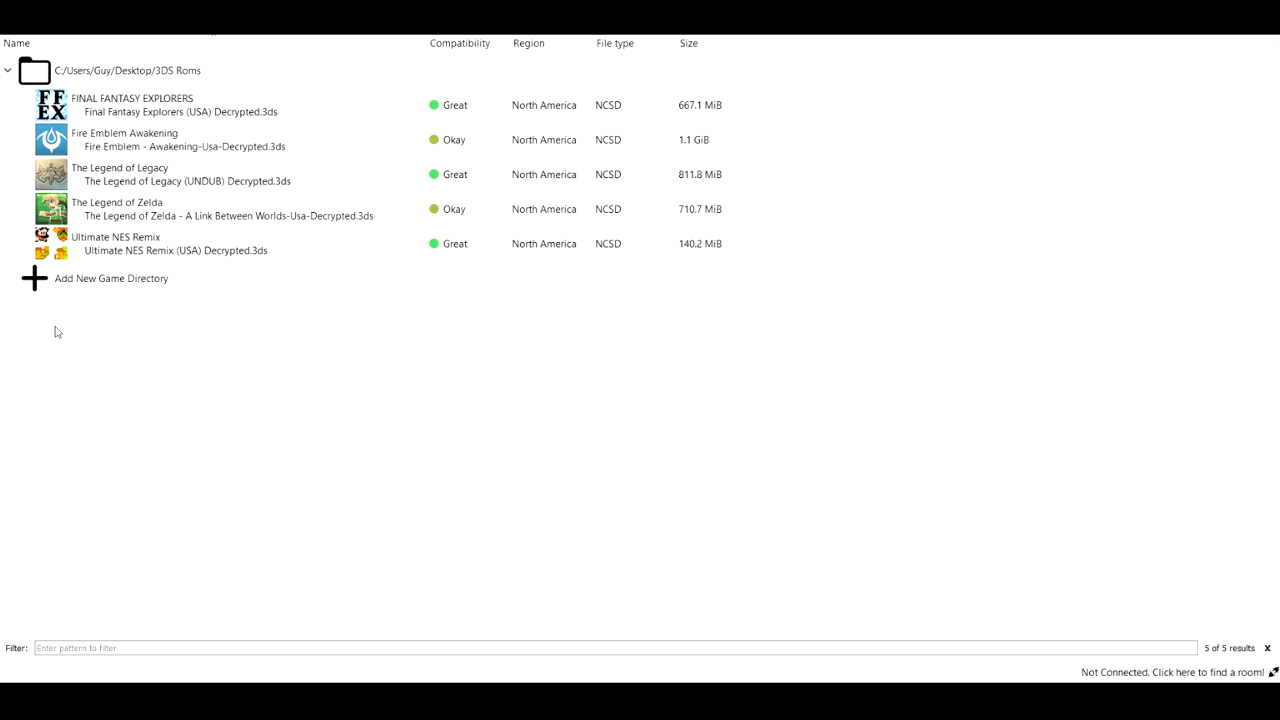 Name Compatibility Region File type Size
C:/Users/Guy/Desktop/3DS Roms
FF
EX
FINAL FANTASY EXPLORERS
Final Fantasy Explorers (USA) Decrypted.3ds
Great North America NCSD 667.1 MiB
Fire Emblem Awakening
Fire Emblem - Awakening-Usa-Decrypted.3ds
Okay North America NCSD 1.1 GiB
The Legend of Legacy
The Legend of Legacy (UNDUB) Decrypted.3ds
Great North America NCSD 811.8 MiB
The Legend of Zelda
The Legend of Zelda - A Link Between Worlds-Usa-Decrypted.3ds
Okay North America NCSD 710.7 MiB
Ultimate NES Remix
Ultimate NES Remix (USA) Decrypted.3ds
Great North America NCSD 140.2 MiB
Add New Game Directory
Filter: Enter pattern to filter 5 of 5 results x
Not Connected. Click here to find a room!